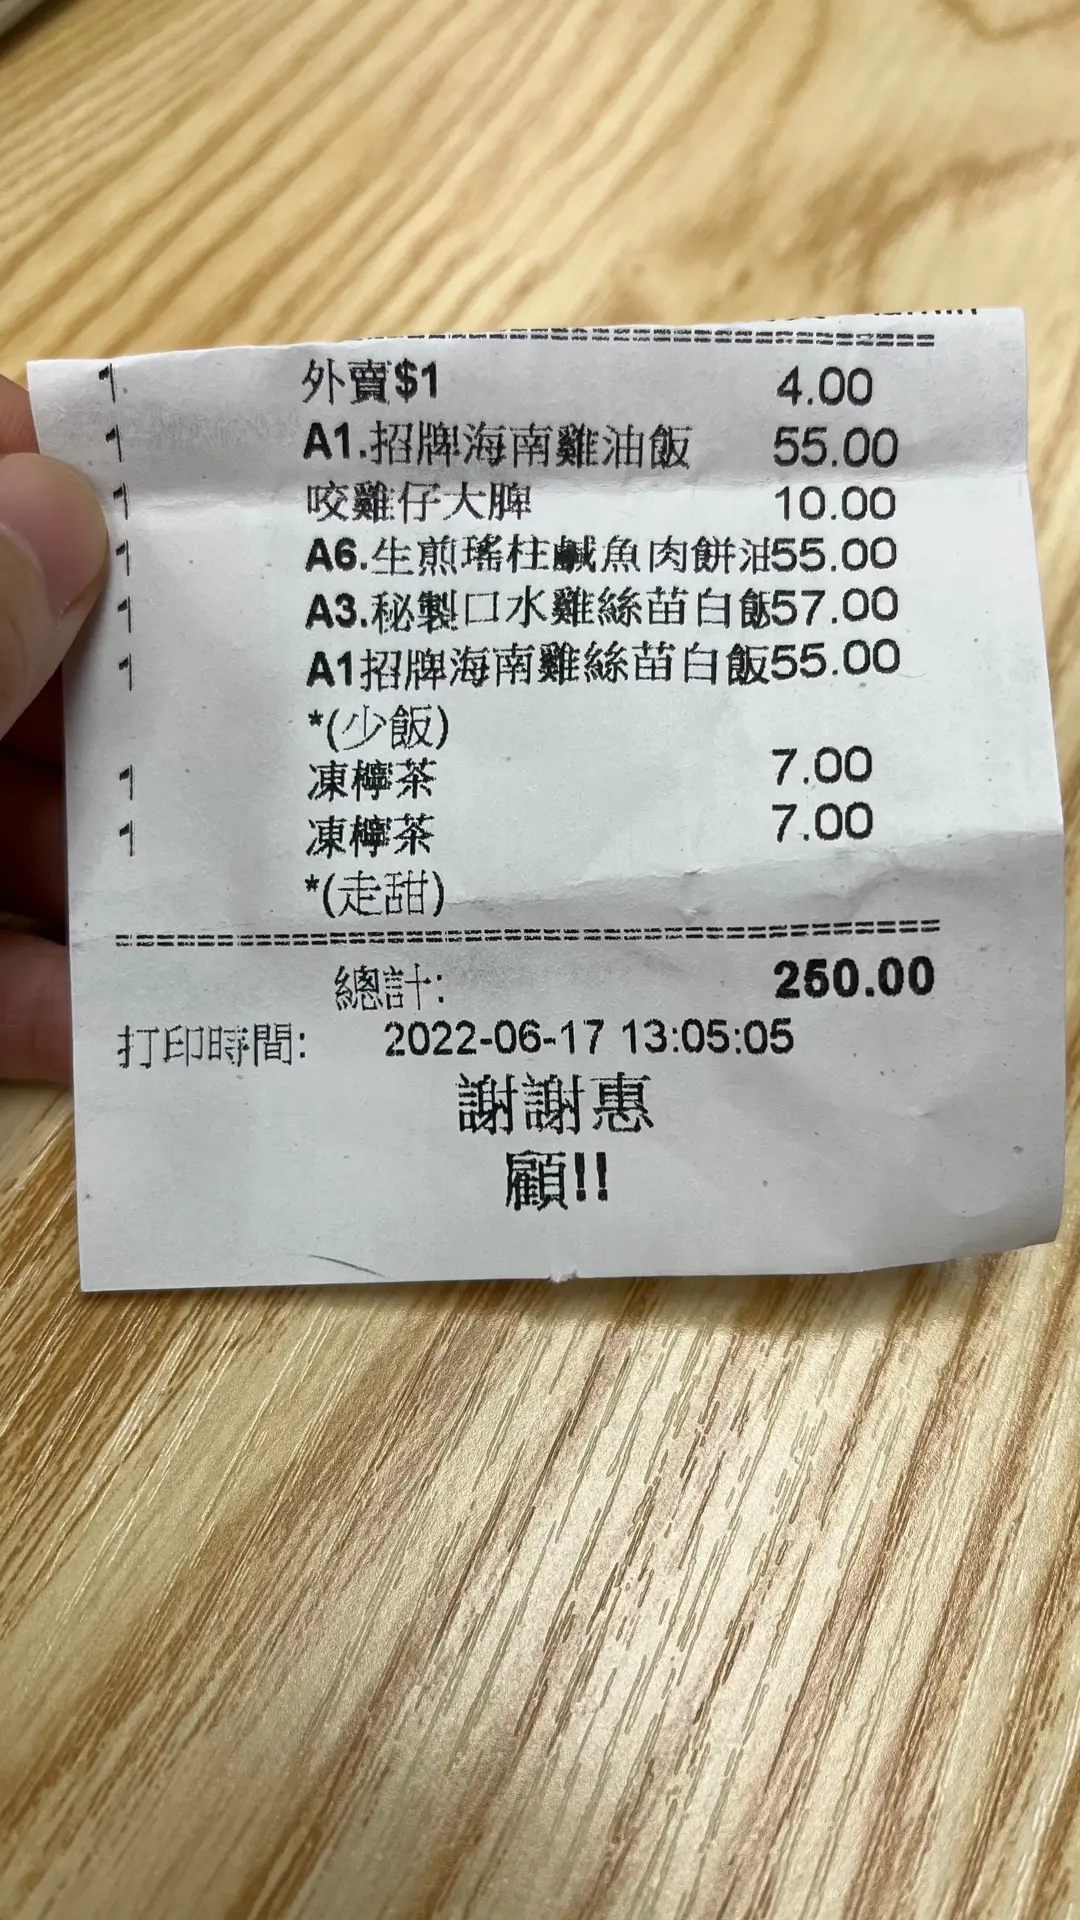 1 外賣$1 4.00
1 A1.招牌海南雞油飯 55.00
1 咬雞仔大脾 10.00
1 A6.生煎瑤柱鹹魚肉餅油55.00
1 A3.秘製口水雞絲苗白飯57.00
1 A1招牌海南雞絲苗白飯55.00
*(少飯)
1 凍檸茶 7.00
1 凍檸茶 7.00
*(走甜)
總計: 250.00
打印時間: 2022-06-17 13:05:05
謝謝惠
顧!!